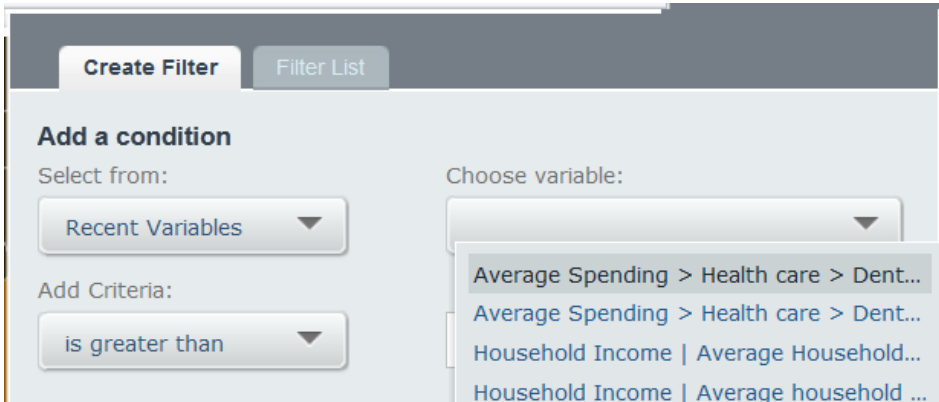 Create Filter Filter List
Add a condition
Select from: Choose variable:
Recent Variables
Average Spending > Health care > Dent...
Add Criteria:
Average Spending > Health care > Dent...
is greater than
Household Income | Average Household...
Household Income | Average household ...